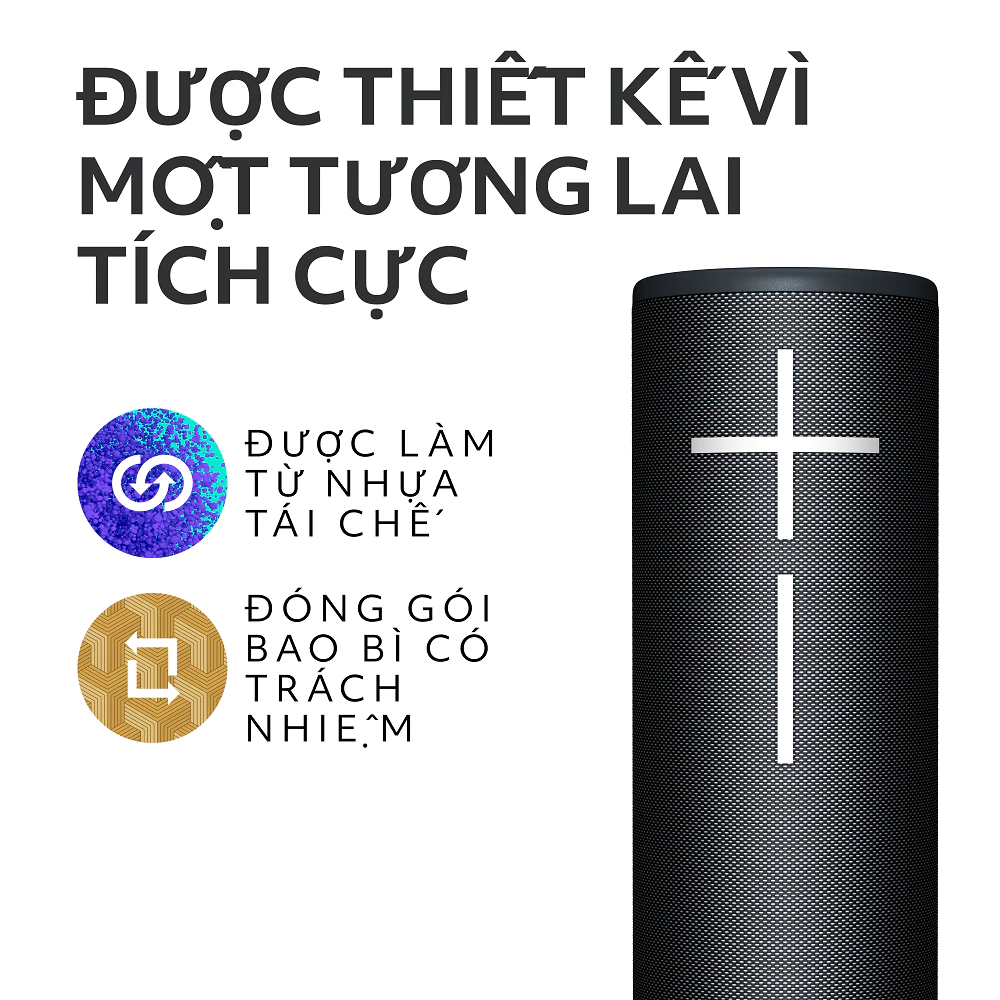 ĐƯỢC THIẾT KẾ VÌ
MỘT TƯƠNG LAI
TÍCH CỰC
ĐƯỢC LÀM
TỪ NHỰA
TÁI CHẾ
ĐÓNG GÓI
BAO BÌ CÓ
TRÁCH
NHIỆM